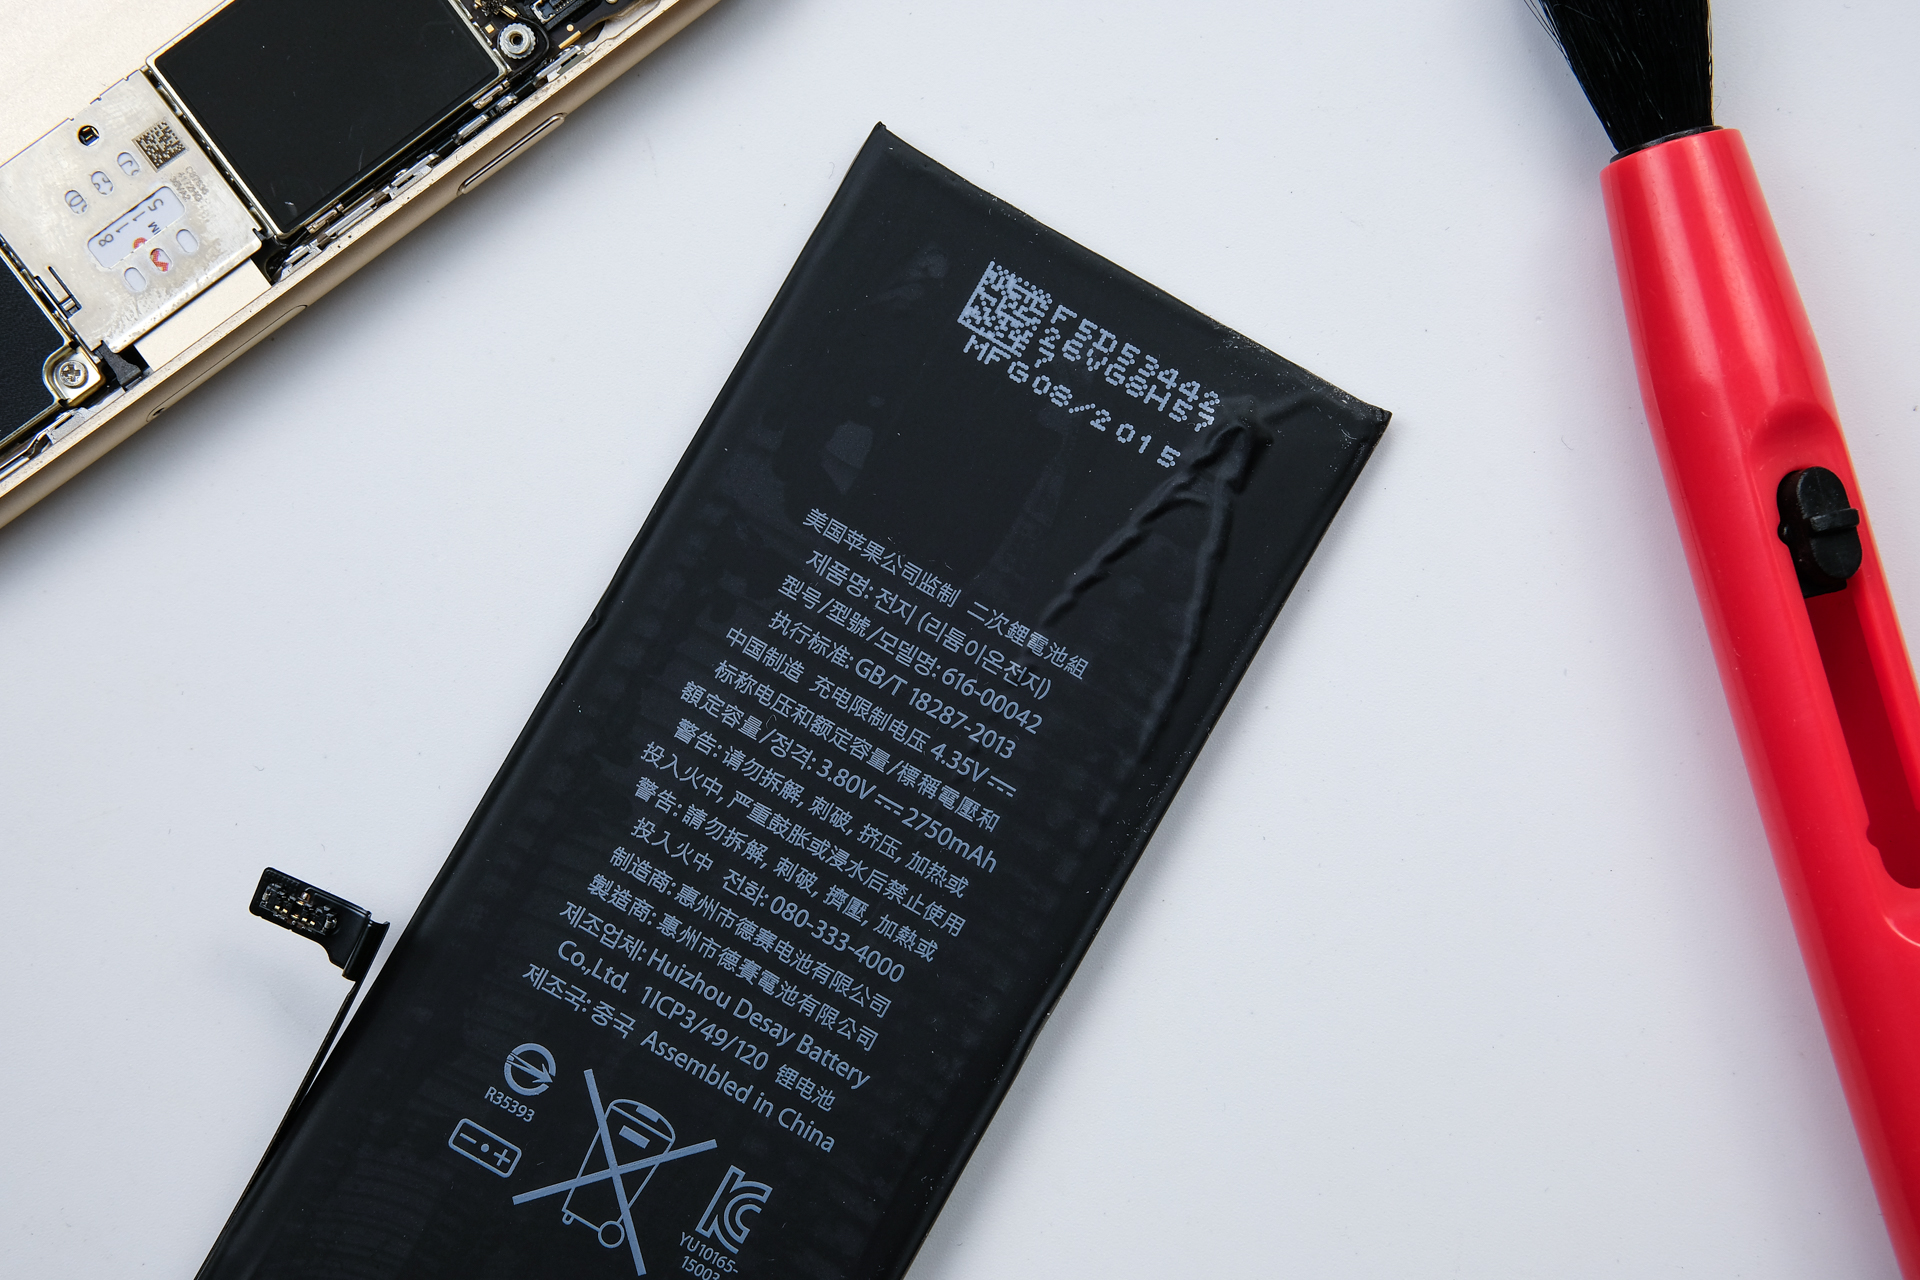 518
F5D53442
26VG8H57
47
MFG08/2015
美国苹果公司监制 二次鋰電池組
제품명: 전지 (리튬이온전지)
型号/型號/모델명: 616-00042
执行标准: GB/T 18287-2013
中国制造 充电限制电压 4.35V
标称电压和额定容量/標稱電壓和
額定容量/정격: 3.80V 2750mAh
警告: 请勿拆解, 刺破, 挤压, 加热或
投入火中, 严重鼓胀或浸水后禁止使用
警告: 請勿拆解, 刺破, 擠壓, 加熱或
投入火中 전화: 080-333-4000
制造商: 惠州市德赛电池有限公司
製造商: 惠州市德賽電池有限公司
제조업체: Huizhou Desay Battery
Co.,Ltd. 1ICP3/49/120 锂电池
제조국: 중국 Assembled in China
R35393
YU10165-
15003